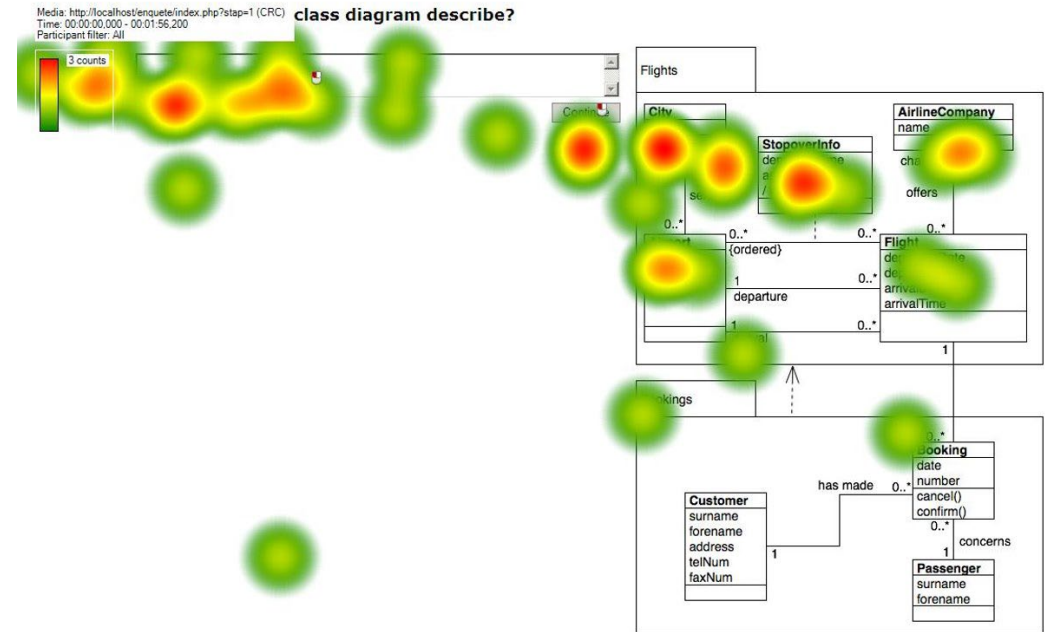 Media: http://localhost/enquete/index.php?stap=1 (CRC)
Time: 00:00:00,000 - 00:01:56,200
Participant filter: All
class diagram describe?
3 counts
Flights
City
AirlineCompany
name
StopoverInfo
offers
0..*
0..*
0..*
0..*
{ordered}
Flight
1
0..*
departure
arrivalTime
1
0..*
1
0..*
Booking
date
number
cancel()
confirm()
has made
0..*
Customer
surname
forename
address
telNum
faxNum
1
0..*
concerns
1
Passenger
surname
forename